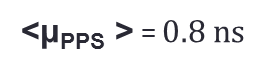 <μPPS > = 0.8 ns